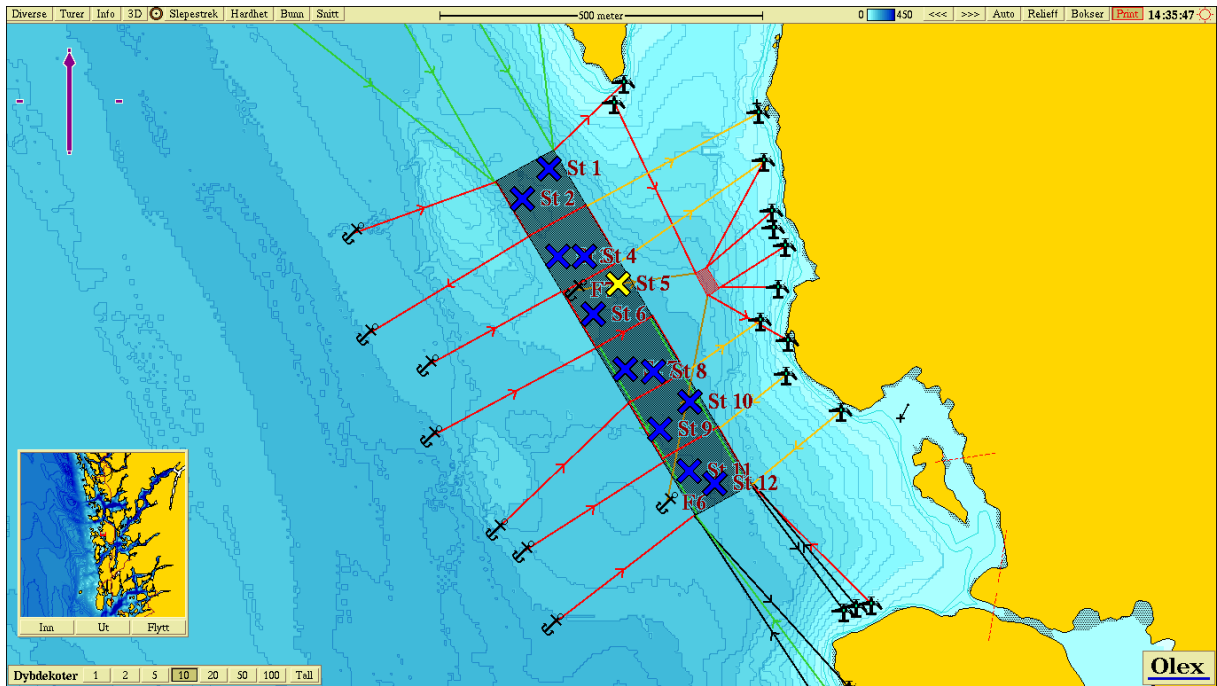 Diverse Turer Info 3D Slepestrek Hardhet Bunn Snitt 500 meter 0 450 <<< >>> Auto Relieff Bokser Print 14:35:47
St 1
St 2
St 4
St 5
St 6
St 8
St 10
St 9
St 11
St 12
F6
Inn Ut Flytt
Dybdekoter 1 2 5 10 20 50 100 Tall
Olex